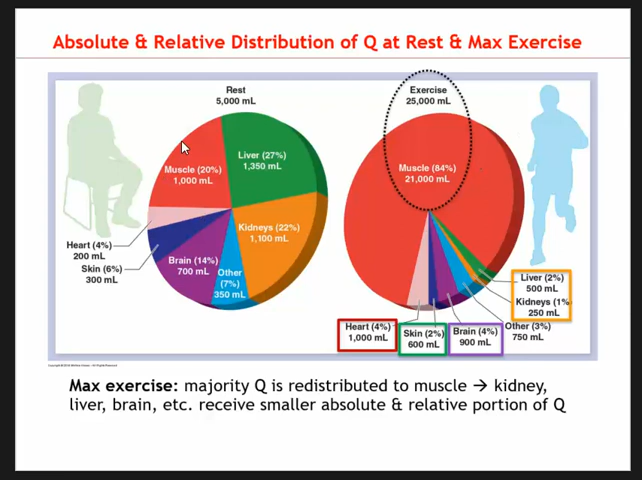 Absolute & Relative Distribution of Q at Rest & Max Exercise
Rest
5,000 mL
Muscle (20%)
1,000 mL
Liver (27%)
1,350 mL
Kidneys (22%)
1,100 mL
Heart (4%)
200 mL
Skin (6%)
300 mL
Brain (14%)
700 mL
Other
(7%)
350 mL
Exercise
25,000 mL
Muscle (84%)
21,000 mL
Liver (2%)
500 mL
Kidneys (1%
250 mL
Heart (4%)
1,000 mL
Skin (2%)
600 mL
Brain (4%)
900 mL
Other (3%)
750 mL
Max exercise: majority Q is redistributed to muscle → kidney,
liver, brain, etc. receive smaller absolute & relative portion of Q